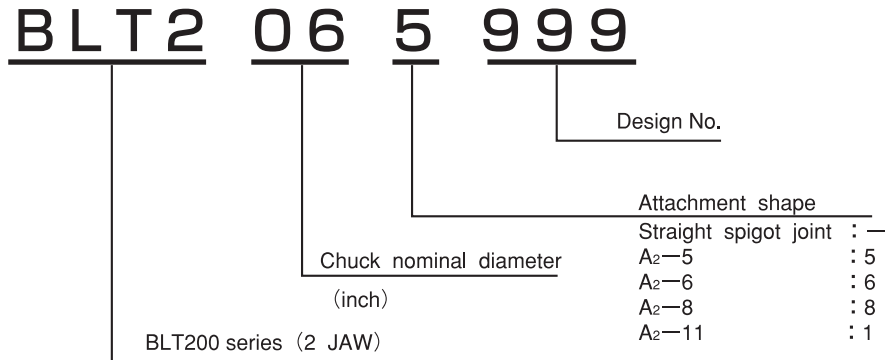 BLT2 06 5 999
Design No.
Attachment shape
Straight spigot joint : —
A2—5 : 5
A2—6 : 6
A2—8 : 8
A2—11 : 1
Chuck nominal diameter
(inch)
BLT200 series (2 JAW)